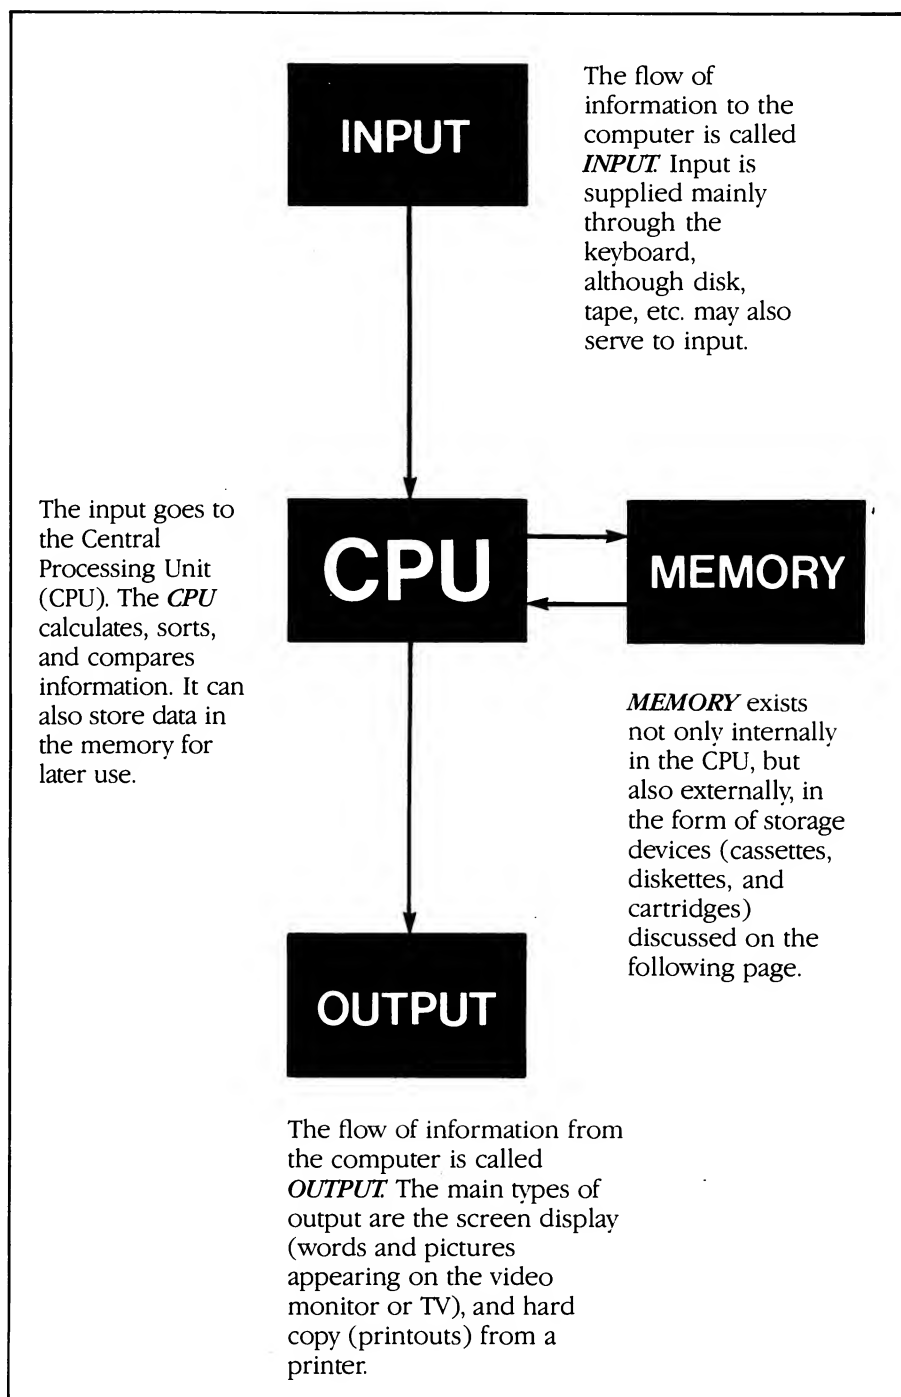 INPUT
The flow of
information to the
computer is called
INPUT. Input is
supplied mainly
through the
keyboard,
although disk,
tape, etc. may also
serve to input.
The input goes to
the Central
Processing Unit
(CPU). The CPU
calculates, sorts,
and compares
information. It can
also store data in
the memory for
later use.
CPU
MEMORY
MEMORY exists
not only internally
in the CPU, but
also externally, in
the form of storage
devices (cassettes,
diskettes, and
cartridges)
discussed on the
following page.
OUTPUT
The flow of information from
the computer is called
OUTPUT. The main types of
output are the screen display
(words and pictures
appearing on the video
monitor or TV), and hard
copy (printouts) from a
printer.